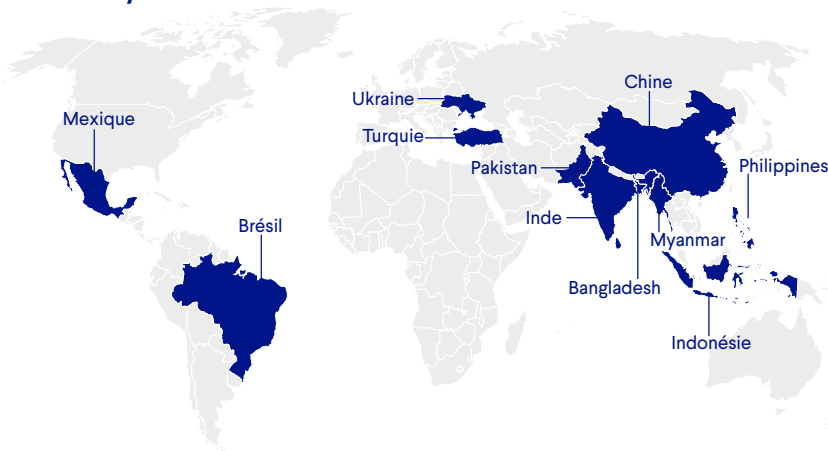 Chine
Ukraine
Mexique
Turquie
Pakistan
Philippines
Inde
Brésil
Myanmar
Bangladesh
Indonésie